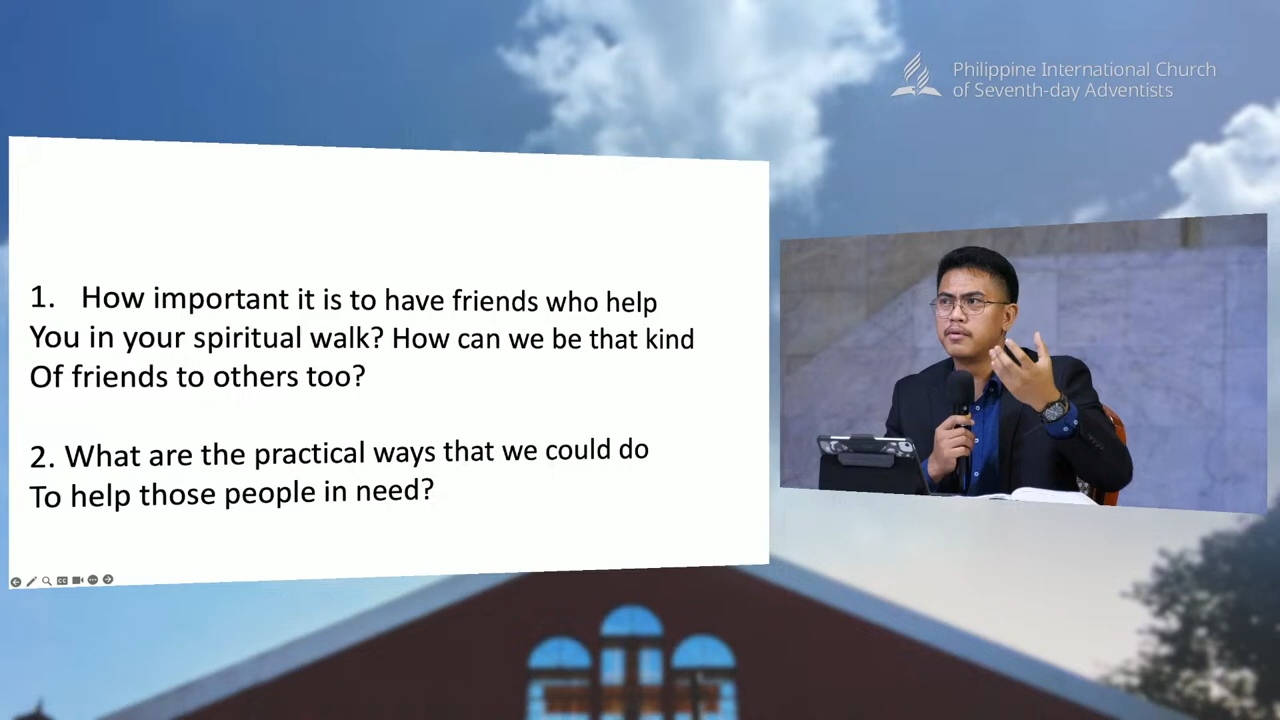 Philippine International Church
of Seventh-day Adventists
1. How important it is to have friends who help
You in your spiritual walk? How can we be that kind
Of friends to others too?
2. What are the practical ways that we could do
To help those people in need?